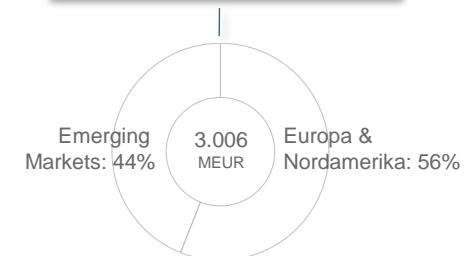 Emerging
Markets: 44%
3.006
MEUR
Europa &
Nordamerika: 56%